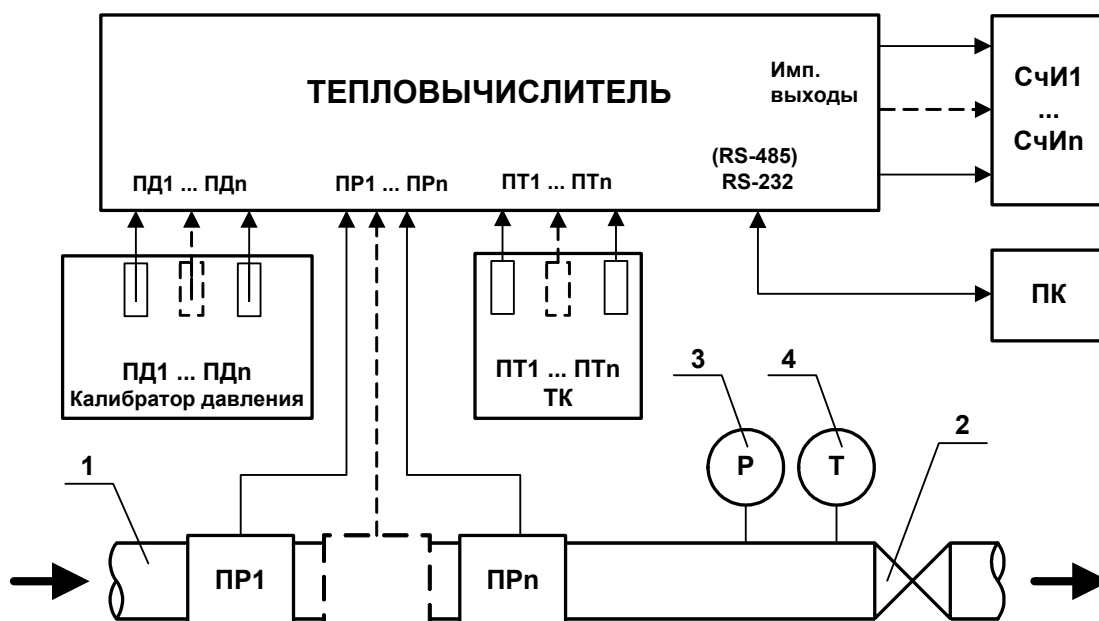 ТЕПЛОВЫЧИСЛИТЕЛЬ
Имп.
выходы
СчИ1
...
СчИn
(RS-485)
RS-232
ПД1 ... ПДn
ПР1 ... ПРn
ПТ1 ... ПТn
ПК
ПД1 ... ПДn
Калибратор давления
ПТ1 ... ПТn
ТК
3
4
2
1
P
T
ПР1
ПРn